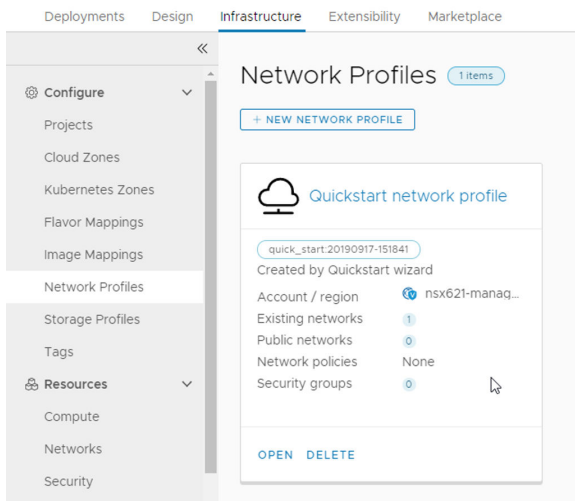 Deployments Design Infrastructure Extensibility Marketplace
«
Configure
Projects
Cloud Zones
Kubernetes Zones
Flavor Mappings
Image Mappings
Network Profiles
Storage Profiles
Tags
Resources
Compute
Networks
Security
Network Profiles 1 items
+ NEW NETWORK PROFILE
Quickstart network profile
quick_start:20190917-151841
Created by Quickstart wizard
Account / region nsx621-manag...
Existing networks 1
Public networks 0
Network policies None
Security groups 0
OPEN DELETE